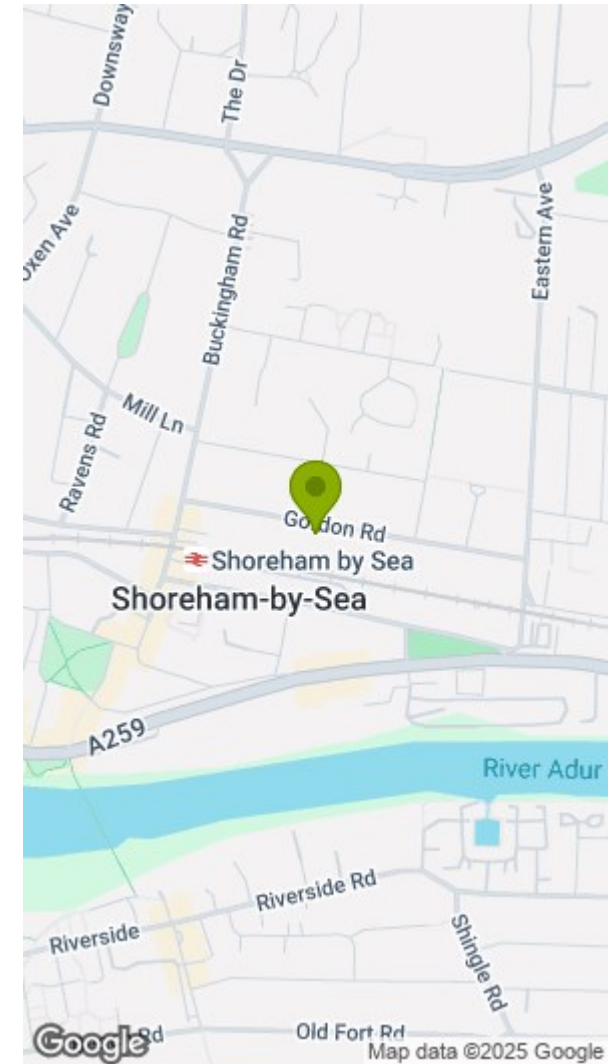 Downsway
The Dr
Oxen Ave
Buckingham Rd
Eastern Ave
Mill Ln
Ravens Rd
Gordon Rd
Shoreham by Sea
Shoreham-by-Sea
A259
River Adur
Riverside Rd
Riverside
Shingle Rd
Rd
Old Fort Rd
Google
Map data ©2025 Google